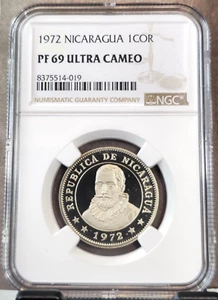 1972 NICARAGUA 1COR
PF 69 ULTRA CAMEO
8375514-019
NUMISMATIC GUARANTY COMPANY
NGC
REPUBLICA DE NICARAGUA
1972